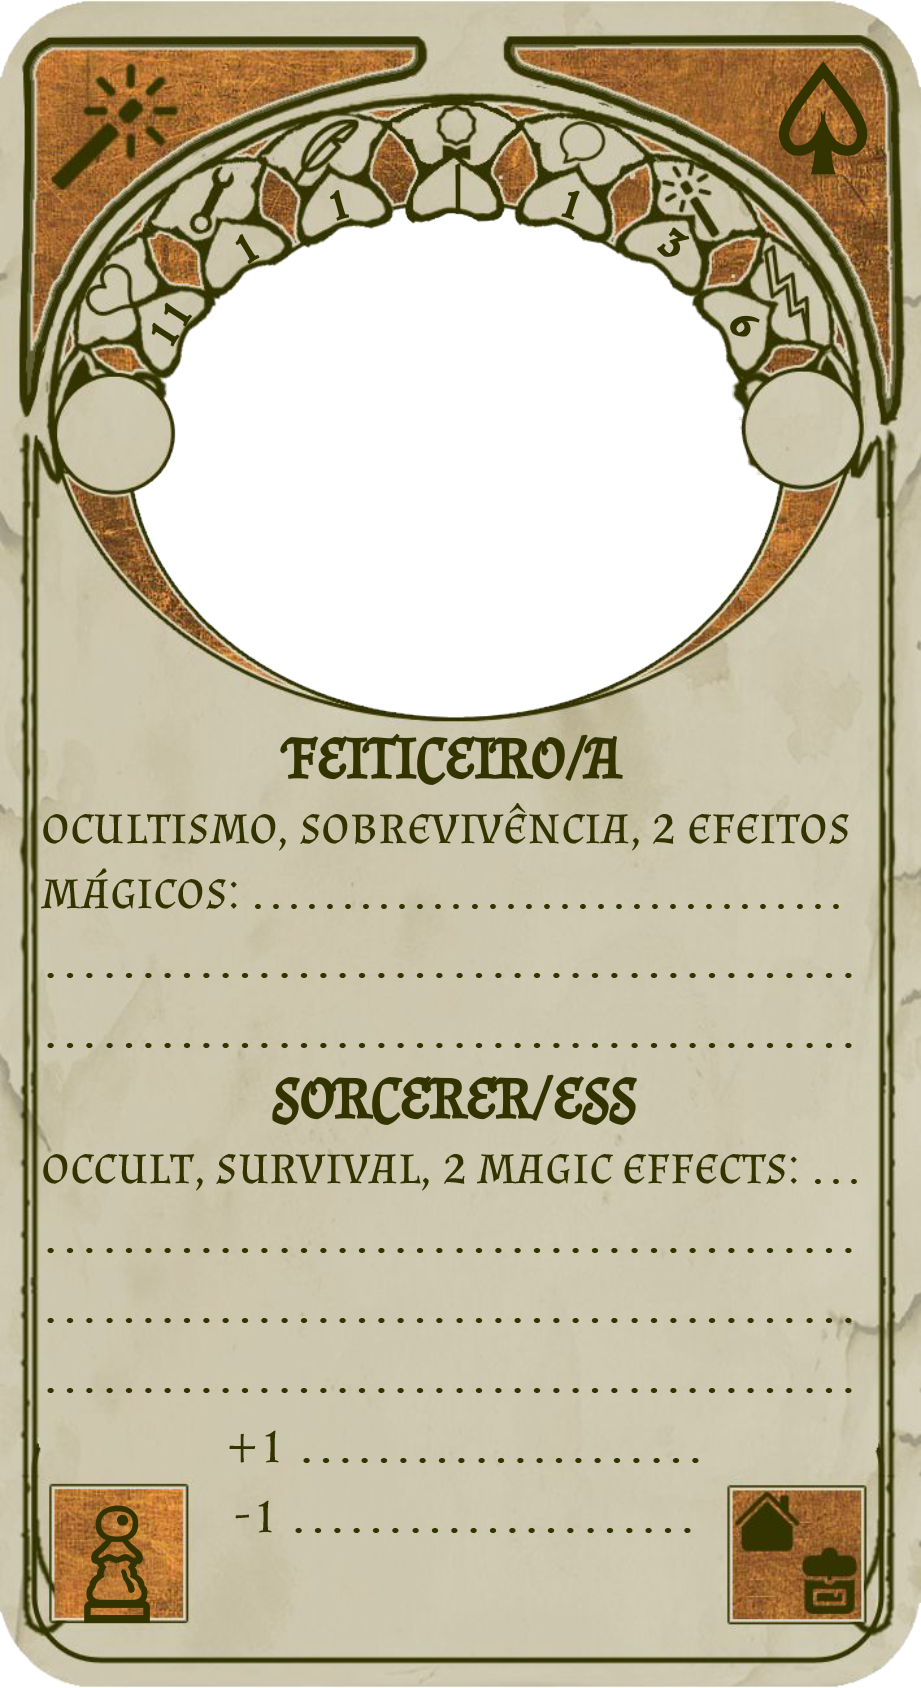 11
1
1
1
3
6
FEITICEIRO/A
OCULTISMO, SOBREVIVÊNCIA, 2 EFEITOS
MÁGICOS: .................................
..........................................
..........................................
SORCERER/ESS
OCCULT, SURVIVAL, 2 MAGIC EFFECTS: ...
..........................................
..........................................
..........................................
+1 .....................
-1 .....................